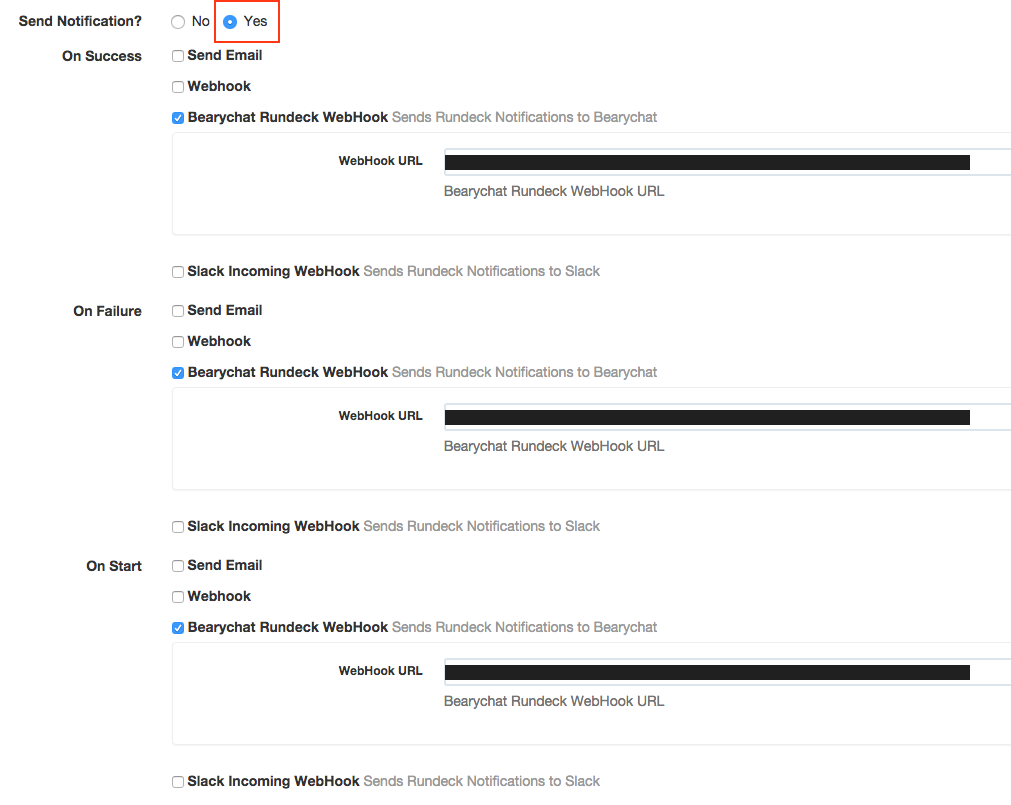 Send Notification? No Yes
On Success Send Email
Webhook
Bearychat Rundeck WebHook Sends Rundeck Notifications to Bearychat
WebHook URL
Bearychat Rundeck WebHook URL
Slack Incoming WebHook Sends Rundeck Notifications to Slack
On Failure Send Email
Webhook
Bearychat Rundeck WebHook Sends Rundeck Notifications to Bearychat
WebHook URL
Bearychat Rundeck WebHook URL
Slack Incoming WebHook Sends Rundeck Notifications to Slack
On Start Send Email
Webhook
Bearychat Rundeck WebHook Sends Rundeck Notifications to Bearychat
WebHook URL
Bearychat Rundeck WebHook URL
Slack Incoming WebHook Sends Rundeck Notifications to Slack